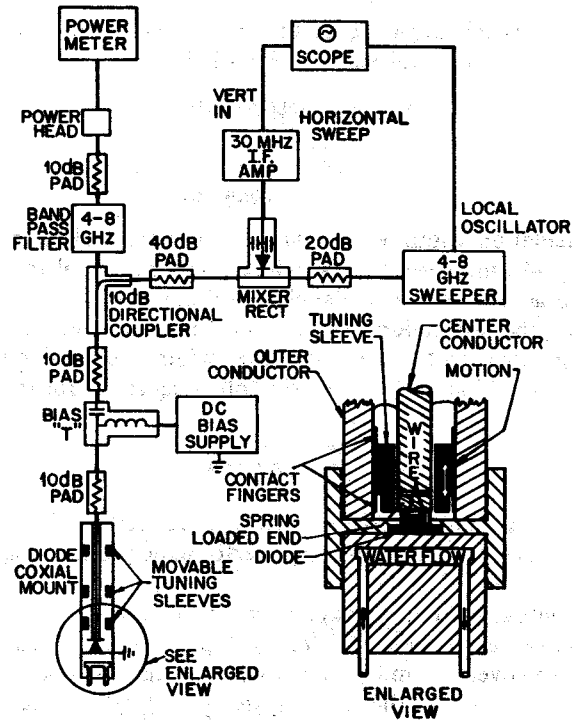 POWER
METER
POWER
HEAD
10dB
PAD
BAND
PASS
FILTER
4-8
GHz
10dB
DIRECTIONAL
COUPLER
40dB
PAD
MIXER
RECT
20dB
PAD
30 MHz
I.F.
AMP
VERT
IN
SCOPE
HORIZONTAL
SWEEP
LOCAL
OSCILLATOR
4-8
GHz
SWEEPER
10dB
PAD
BIAS
"T"
DC
BIAS
SUPPLY
10dB
PAD
DIODE
COXIAL
MOUNT
MOVABLE
TUNING
SLEEVES
SEE
ENLARGED
VIEW
TUNING
SLEEVE
CENTER
CONDUCTOR
OUTER
CONDUCTOR
MOTION
WIRE
CONTACT
FINGERS
SPRING
LOADED END
DIODE
WATER FLOW
ENLARGED
VIEW